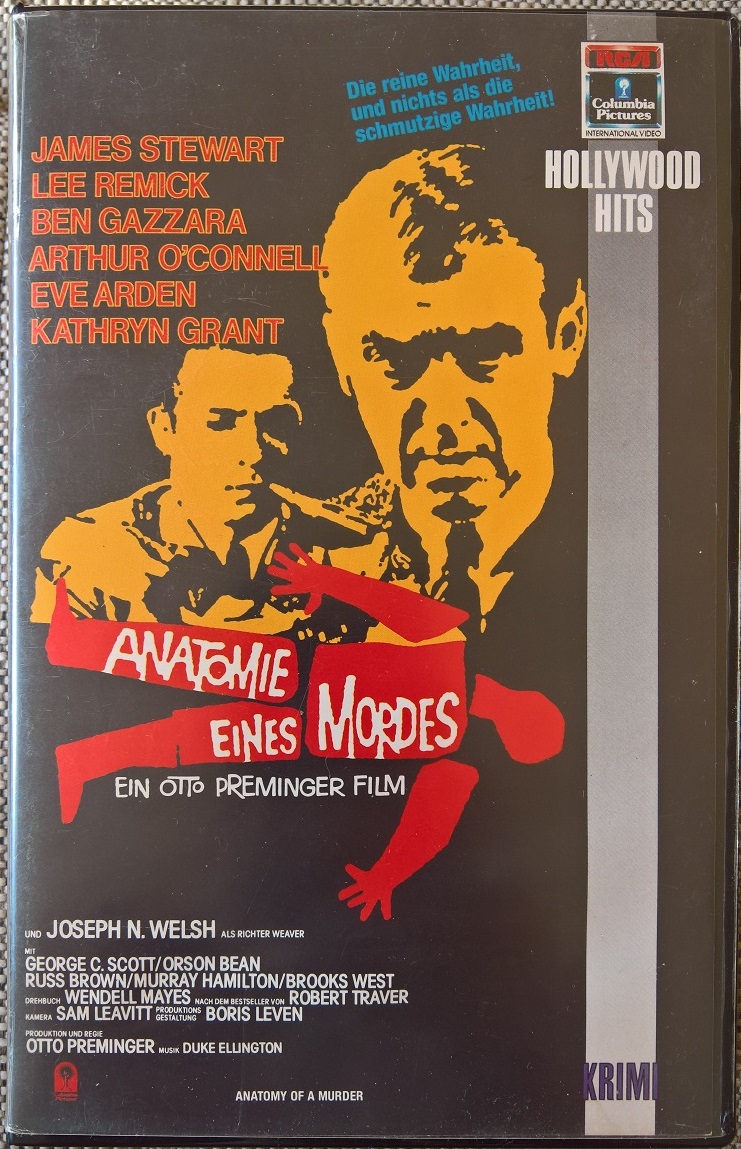 Die reine Wahrheit,
und nichts als die
schmutzige Wahrheit!
RCA
Columbia
Pictures
INTERNATIONAL VIDEO
HOLLYWOOD
HITS
JAMES STEWART
LEE REMICK
BEN GAZZARA
ARTHUR O'CONNELL
EVE ARDEN
KATHRYN GRANT
ANATOMIE
EINES MORDES
EIN OTTO PREMINGER FILM
UND JOSEPH N. WELSH ALS RICHTER WEAVER
MIT
GEORGE C. SCOTT/ORSON BEAN
RUSS BROWN/MURRAY HAMILTON/BROOKS WEST
DREHBUCH WENDELL MAYES NACH DEM BESTSELLER VON ROBERT TRAVER
KAMERA SAM LEAVITT PRODUKTIONS GESTALTUNG BORIS LEVEN
PRODUKTION UND REGIE
OTTO PREMINGER MUSIK DUKE ELLINGTON
Columbia
Pictures
ANATOMY OF A MURDER
KRIMI